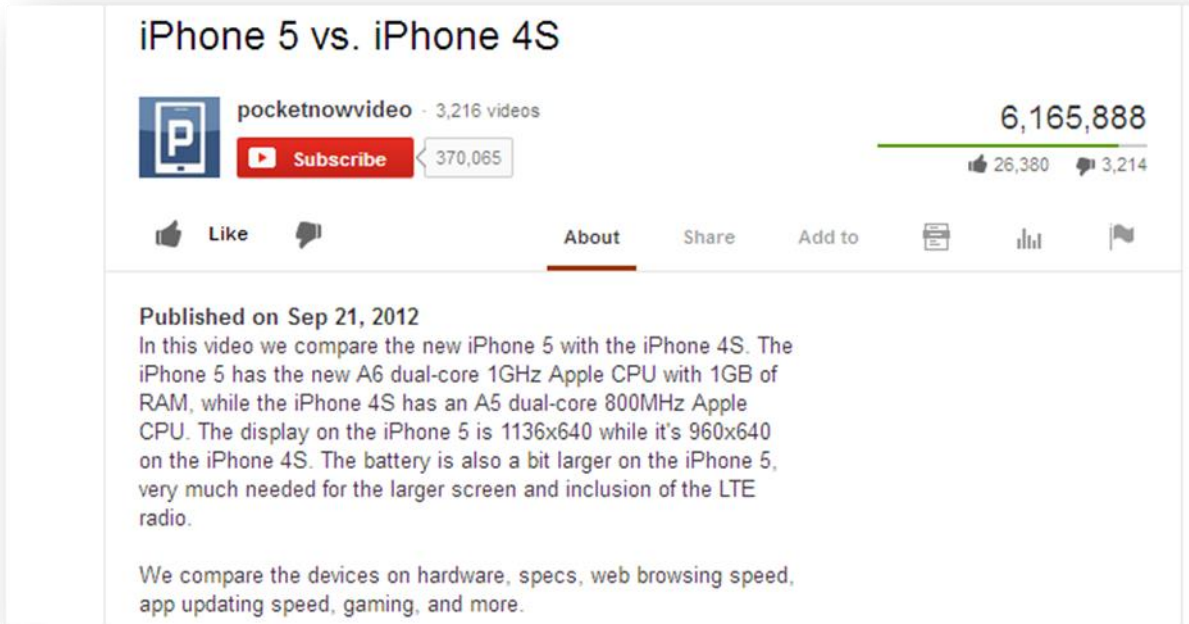 iPhone 5 vs. iPhone 4S
P
pocketnowvideo · 3,216 videos
Subscribe 370,065
6,165,888
26,380 3,214
Like About Share Add to
Published on Sep 21, 2012
In this video we compare the new iPhone 5 with the iPhone 4S. The
iPhone 5 has the new A6 dual-core 1GHz Apple CPU with 1GB of
RAM, while the iPhone 4S has an A5 dual-core 800MHz Apple
CPU. The display on the iPhone 5 is 1136x640 while it's 960x640
on the iPhone 4S. The battery is also a bit larger on the iPhone 5,
very much needed for the larger screen and inclusion of the LTE
radio.
We compare the devices on hardware, specs, web browsing speed,
app updating speed, gaming, and more.